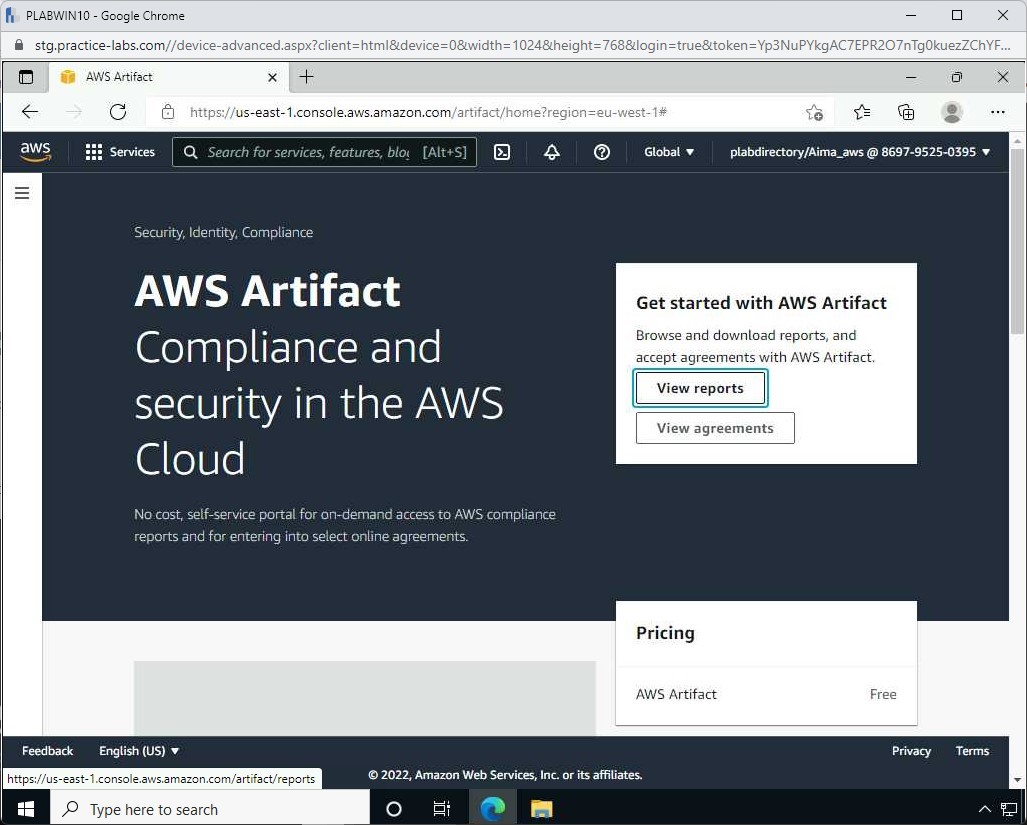 PLABWIN10 - Google Chrome
stg.practice-labs.com//device-advanced.aspx?client=html&device=0&width=1024&height=768&login=true&token=Yp3NuPYkgAC7EPR2O7nTg0kuezZChYF...
AWS Artifact
https://us-east-1.console.aws.amazon.com/artifact/home?region=eu-west-1#
aws
Services
Search for services, features, blog
[Alt+S]
Global
plabdirectory/Aima_aws @ 8697-9525-0395
Security, Identity, Compliance
AWS Artifact
Compliance and
security in the AWS
Cloud
No cost, self-service portal for on-demand access to AWS compliance
reports and for entering into select online agreements.
Get started with AWS Artifact
Browse and download reports, and
accept agreements with AWS Artifact.
View reports
View agreements
Pricing
AWS Artifact
Free
Feedback
English (US)
Privacy
Terms
https://us-east-1.console.aws.amazon.com/artifact/reports
© 2022, Amazon Web Services, Inc. or its affiliates.
Type here to search